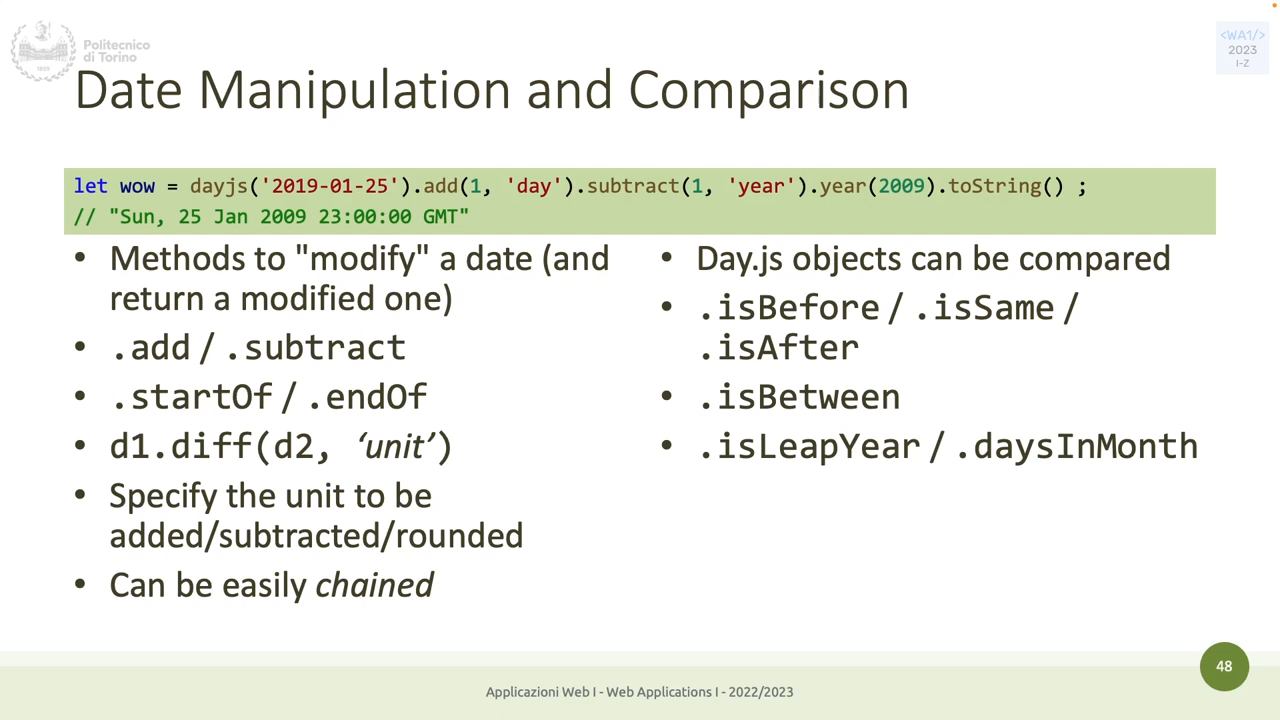 Politecnico
di Torino
1859
<WA1/>
2023
I-Z
Date Manipulation and Comparison
let wow = dayjs('2019-01-25').add(1, 'day').subtract(1, 'year').year(2009).toString() ;
// "Sun, 25 Jan 2009 23:00:00 GMT"
• Methods to "modify" a date (and
return a modified one)
• .add / .subtract
• .startOf / .endOf
• d1.diff(d2, ‘unit’)
• Specify the unit to be
added/subtracted/rounded
• Can be easily chained
• Day.js objects can be compared
• .isBefore / .isSame /
.isAfter
• .isBetween
• .isLeapYear / .daysInMonth
48
Applicazioni Web I - Web Applications I - 2022/2023